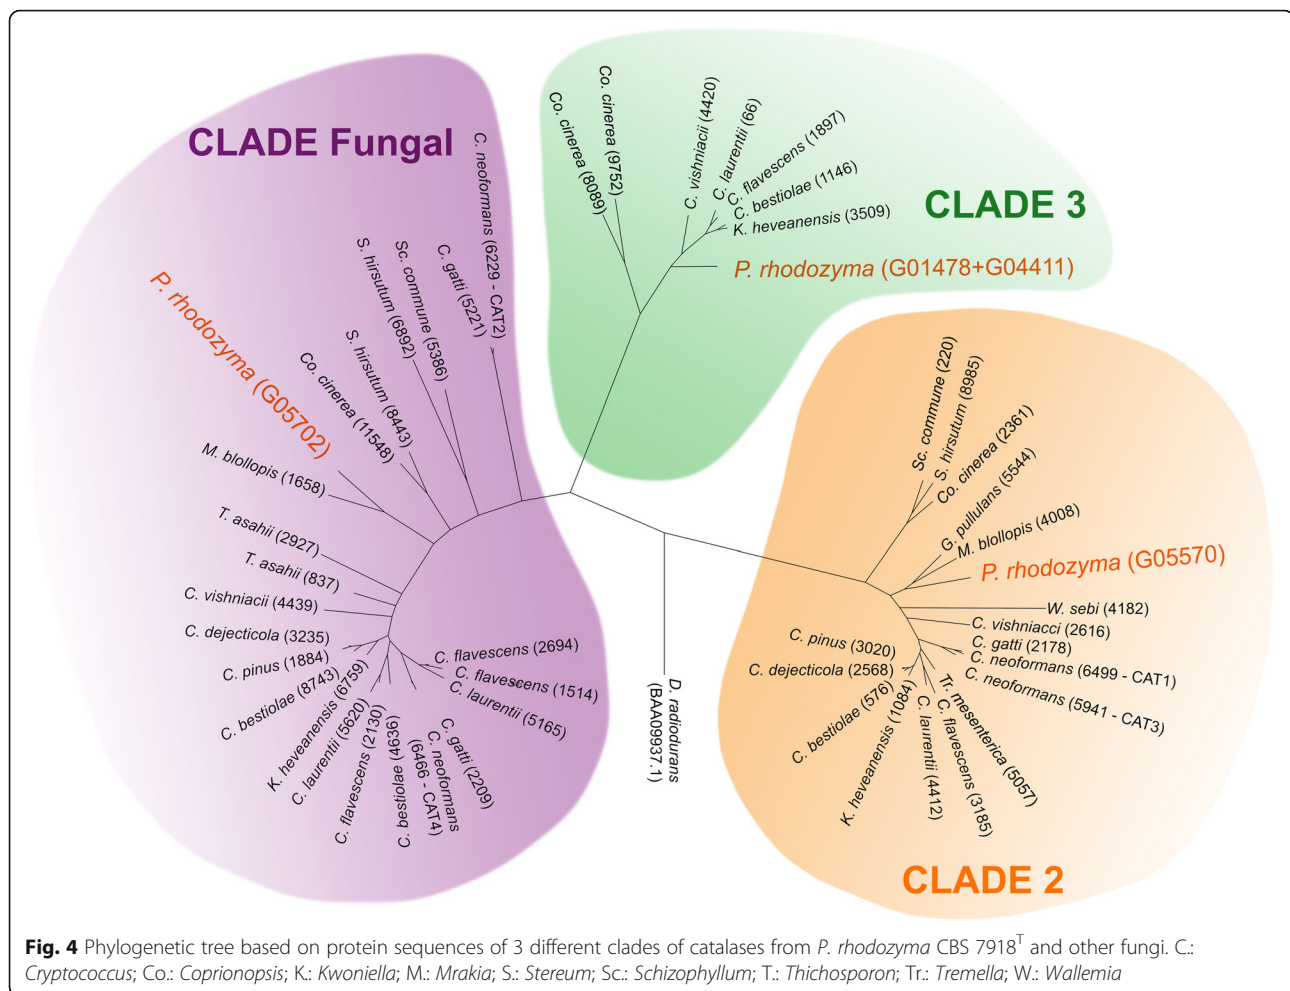 CLADE Fungal
C. neoformans (6229 - CAT2)
C. gatti (5221)
Sc. commune (5386)
S. hirsutum (6892)
S. hirsutum (8443)
Co. cinerea (11548)
P. rhodozyma (G05702)
M. blollopis (1658)
T. asahii (2927)
T. asahii (837)
C. vishniacii (4439)
C. dejecticola (3235)
C. pinus (1884)
C. bestiolae (8743)
K. heveanensis (6759)
C. laurentii (5620)
C. flavescens (2130)
C. bestiolae (4636)
C. neoformans
(6466 - CAT4)
C. gatti (2209)
C. laurentii (5165)
C. flavescens (1514)
C. flavescens (2694)
CLADE 3
Co. cinerea (8089)
Co. cinerea (9752)
C. vishniacii (4420)
C. laurentii (66)
C. flavescens (1897)
C. bestiolae (1146)
K. heveanensis (3509)
P. rhodozyma (G01478+G04411)
Sc. commune (220)
S. hirsutum (8985)
Co. cinerea (2361)
G. pullulans (5544)
M. blollopis (4008)
P. rhodozyma (G05570)
W. sebi (4182)
C. vishniacci (2616)
C. gatti (2178)
C. neoformans (6499 - CAT1)
C. neoformans (5941 - CAT3)
Tr. mesenterica (5057)
C. flavescens (3185)
C. laurentii (4412)
K. heveanensis (1084)
C. bestiolae (576)
C. dejecticola (2568)
C. pinus (3020)
CLADE 2
D. radiodurans
(BAA09937.1)
Fig. 4 Phylogenetic tree based on protein sequences of 3 different clades of catalases from P. rhodozyma CBS 7918ᵀ and other fungi. C.:
Cryptococcus; Co.: Coprionopsis; K.: Kwoniella; M.: Mrakia; S.: Stereum; Sc.: Schizophyllum; T.: Thichosporon; Tr.: Tremella; W.: Wallemia